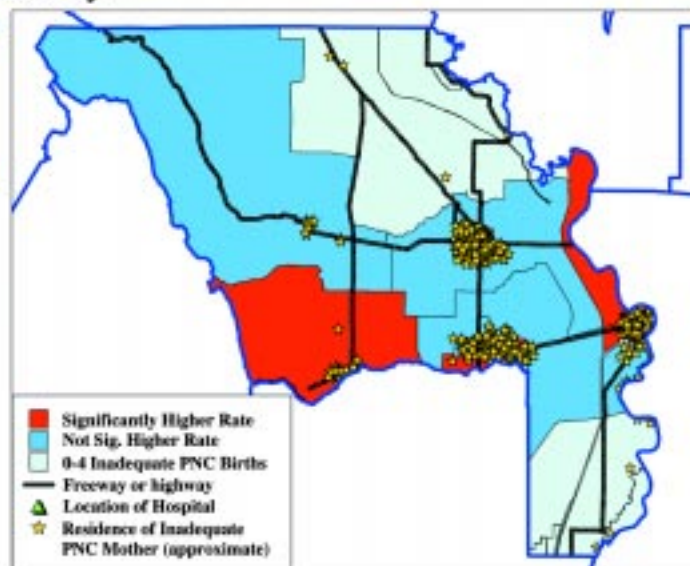 Significantly Higher Rate
Not Sig. Higher Rate
0-4 Inadequate PNC Births
Freeway or highway
Location of Hospital
Residence of Inadequate
PNC Mother (approximate)